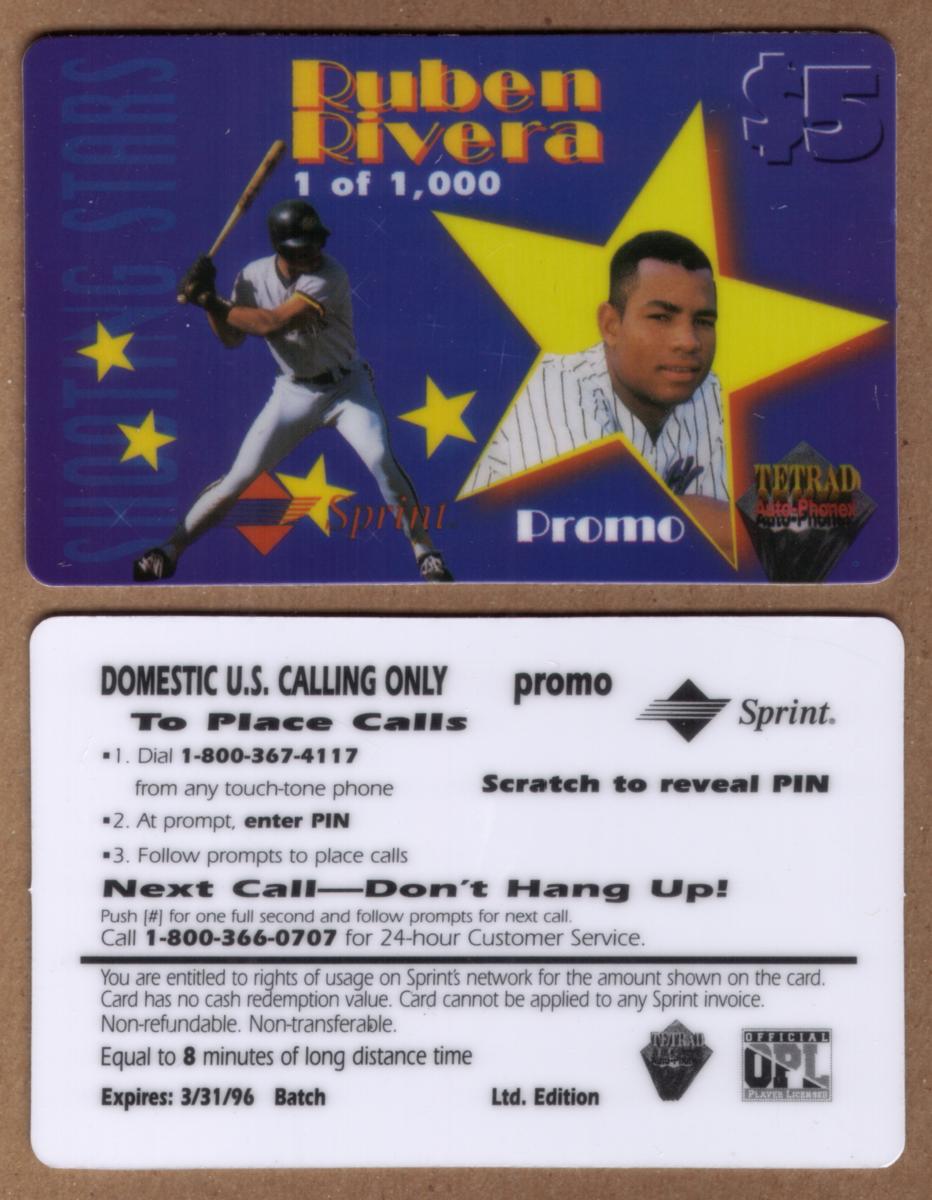 SHOOTING STARS
Ruben
Rivera
1 of 1,000
$5
Sprint.
Promo
TETRAD
Auto-Phonex
DOMESTIC U.S. CALLING ONLY
promo
Sprint.
To Place Calls
▪1. Dial 1-800-367-4117
from any touch-tone phone
Scratch to reveal PIN
▪2. At prompt, enter PIN
▪3. Follow prompts to place calls
Next Call—Don't Hang Up!
Push [#] for one full second and follow prompts for next call.
Call 1-800-366-0707 for 24-hour Customer Service.
You are entitled to rights of usage on Sprint's network for the amount shown on the card.
Card has no cash redemption value. Card cannot be applied to any Sprint invoice.
Non-refundable. Non-transferable.
Equal to 8 minutes of long distance time
Expires: 3/31/96 Batch
Ltd. Edition
TETRAD
Auto-Phonex
OFFICIAL
OPL
PLAYER LICENSED